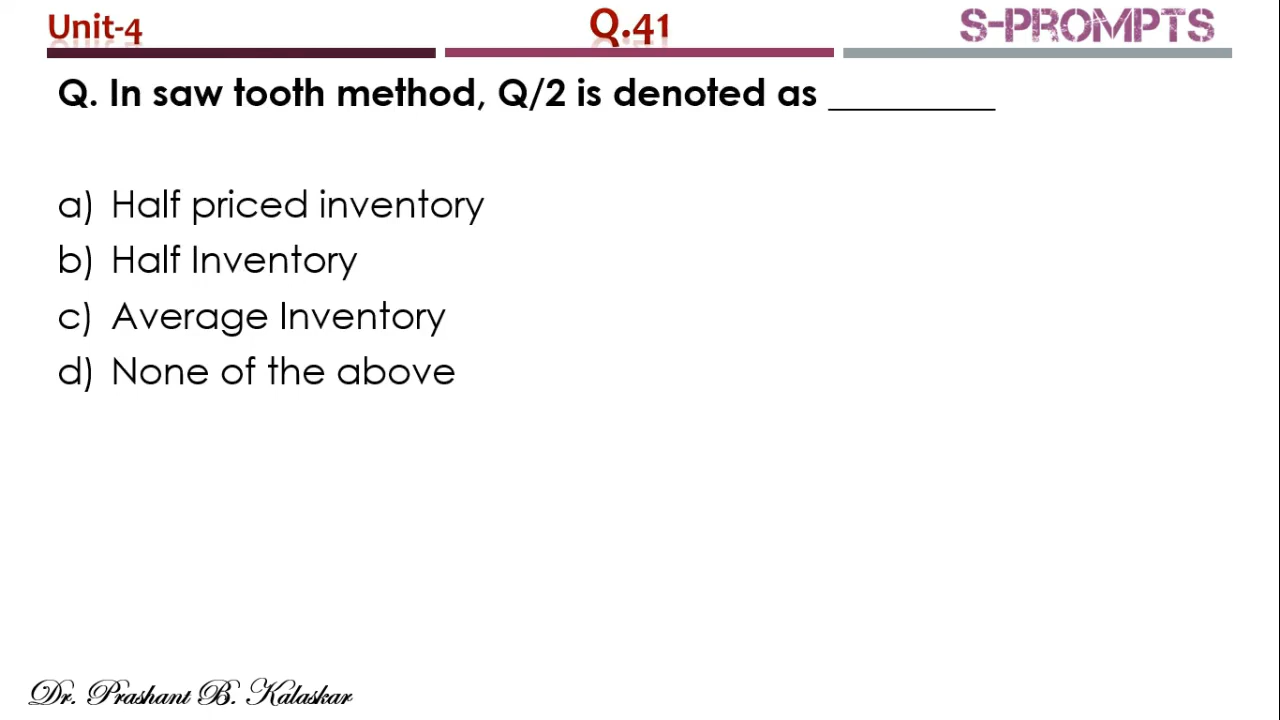 Unit-4 Q.41 S-PROMPTS
Q. In saw tooth method, Q/2 is denoted as ________
a) Half priced inventory
b) Half Inventory
c) Average Inventory
d) None of the above
Dr. Prashant B. Kalaskar